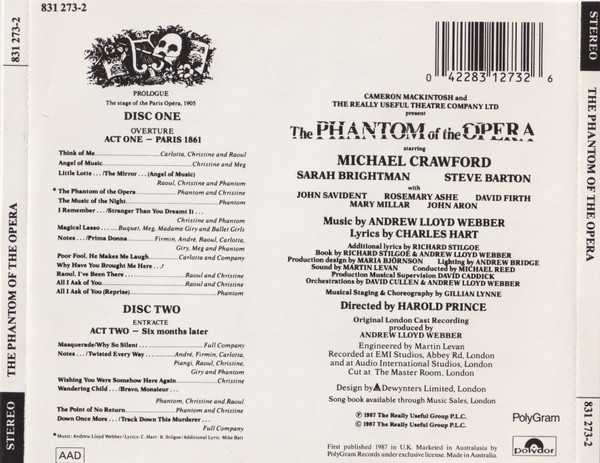 831 273-2
STEREO
THE PHANTOM OF THE OPERA
PROLOGUE
The stage of the Paris Opéra, 1905
DISC ONE
OVERTURE
ACT ONE – PARIS 1861
Think of Me ... Carlotta, Christine and Raoul
Angel of Music ... Christine and Meg
Little Lotte . . ./The Mirror . . .(Angel of Music)
Raoul, Christine and Phantom
* The Phantom of the Opera ... Phantom and Christine
The Music of the Night ... Phantom
I Remember . . ./Stranger Than You Dreamt It . . .
Christine and Phantom
Magical Lasso ... Buquet, Meg, Madame Giry and Ballet Girls
Notes . . ./Prima Donna ... Firmin, André, Raoul, Carlotta,
Giry, Meg and Phantom
Poor Fool, He Makes Me Laugh ... Carlotta and Company
Why Have You Brought Me Here . . ./
Raoul, I've Been There ... Raoul and Christine
All I Ask of You ... Raoul and Christine
All I Ask of You (Reprise) ... Phantom
DISC TWO
ENTR'ACTE
ACT TWO – Six months later
Masquerade/Why So Silent ... Full Company
Notes . . ./Twisted Every Way ... André, Firmin, Carlotta,
Piangi, Raoul, Christine,
Giry and Phantom
Wishing You Were Somehow Here Again ... Christine
Wandering Child . . ./Bravo, Monsieur . . .
Phantom, Christine and Raoul
The Point of No Return ... Phantom and Christine
Down Once More . . ./Track Down This Murderer . . .
Full Company
* Music: Andrew Lloyd Webber/Lyrics: C. Hart - R. Stilgoe/Additional Lyric: Mike Batt
AAD
0 42283 12732 6
CAMERON MACKINTOSH and
THE REALLY USEFUL THEATRE COMPANY LTD
present
The PHANTOM of the OPERA
starring
MICHAEL CRAWFORD
SARAH BRIGHTMAN STEVE BARTON
with
JOHN SAVIDENT ROSEMARY ASHE DAVID FIRTH
MARY MILLAR JOHN ARON
Music by ANDREW LLOYD WEBBER
Lyrics by CHARLES HART
Additional lyrics by RICHARD STILGOE
Book by RICHARD STILGOE & ANDREW LLOYD WEBBER
Production design by MARIA BJÖRNSON Lighting by ANDREW BRIDGE
Sound by MARTIN LEVAN Conducted by MICHAEL REED
Production Musical Supervision DAVID CADDICK
Orchestrations by DAVID CULLEN & ANDREW LLOYD WEBBER
Musical Staging & Choreography by GILLIAN LYNNE
Directed by HAROLD PRINCE
Original London Cast Recording
produced by
ANDREW LLOYD WEBBER
Engineered by Martin Levan
Recorded at EMI Studios, Abbey Rd, London
and at Audio International Studios, London
Cut at The Master Room, London
Design by Dewynters Limited, London
Song book available through Music Sales, London
℗ 1987 The Really Useful Group P.L.C.
© 1987 The Really Useful Group P.L.C.
PolyGram
First published 1987 in U.K. Marketed in Australasia by
PolyGram Records under exclusive license. Made in Australia.
polydor
STEREO
THE PHANTOM OF THE OPERA
831 273-2